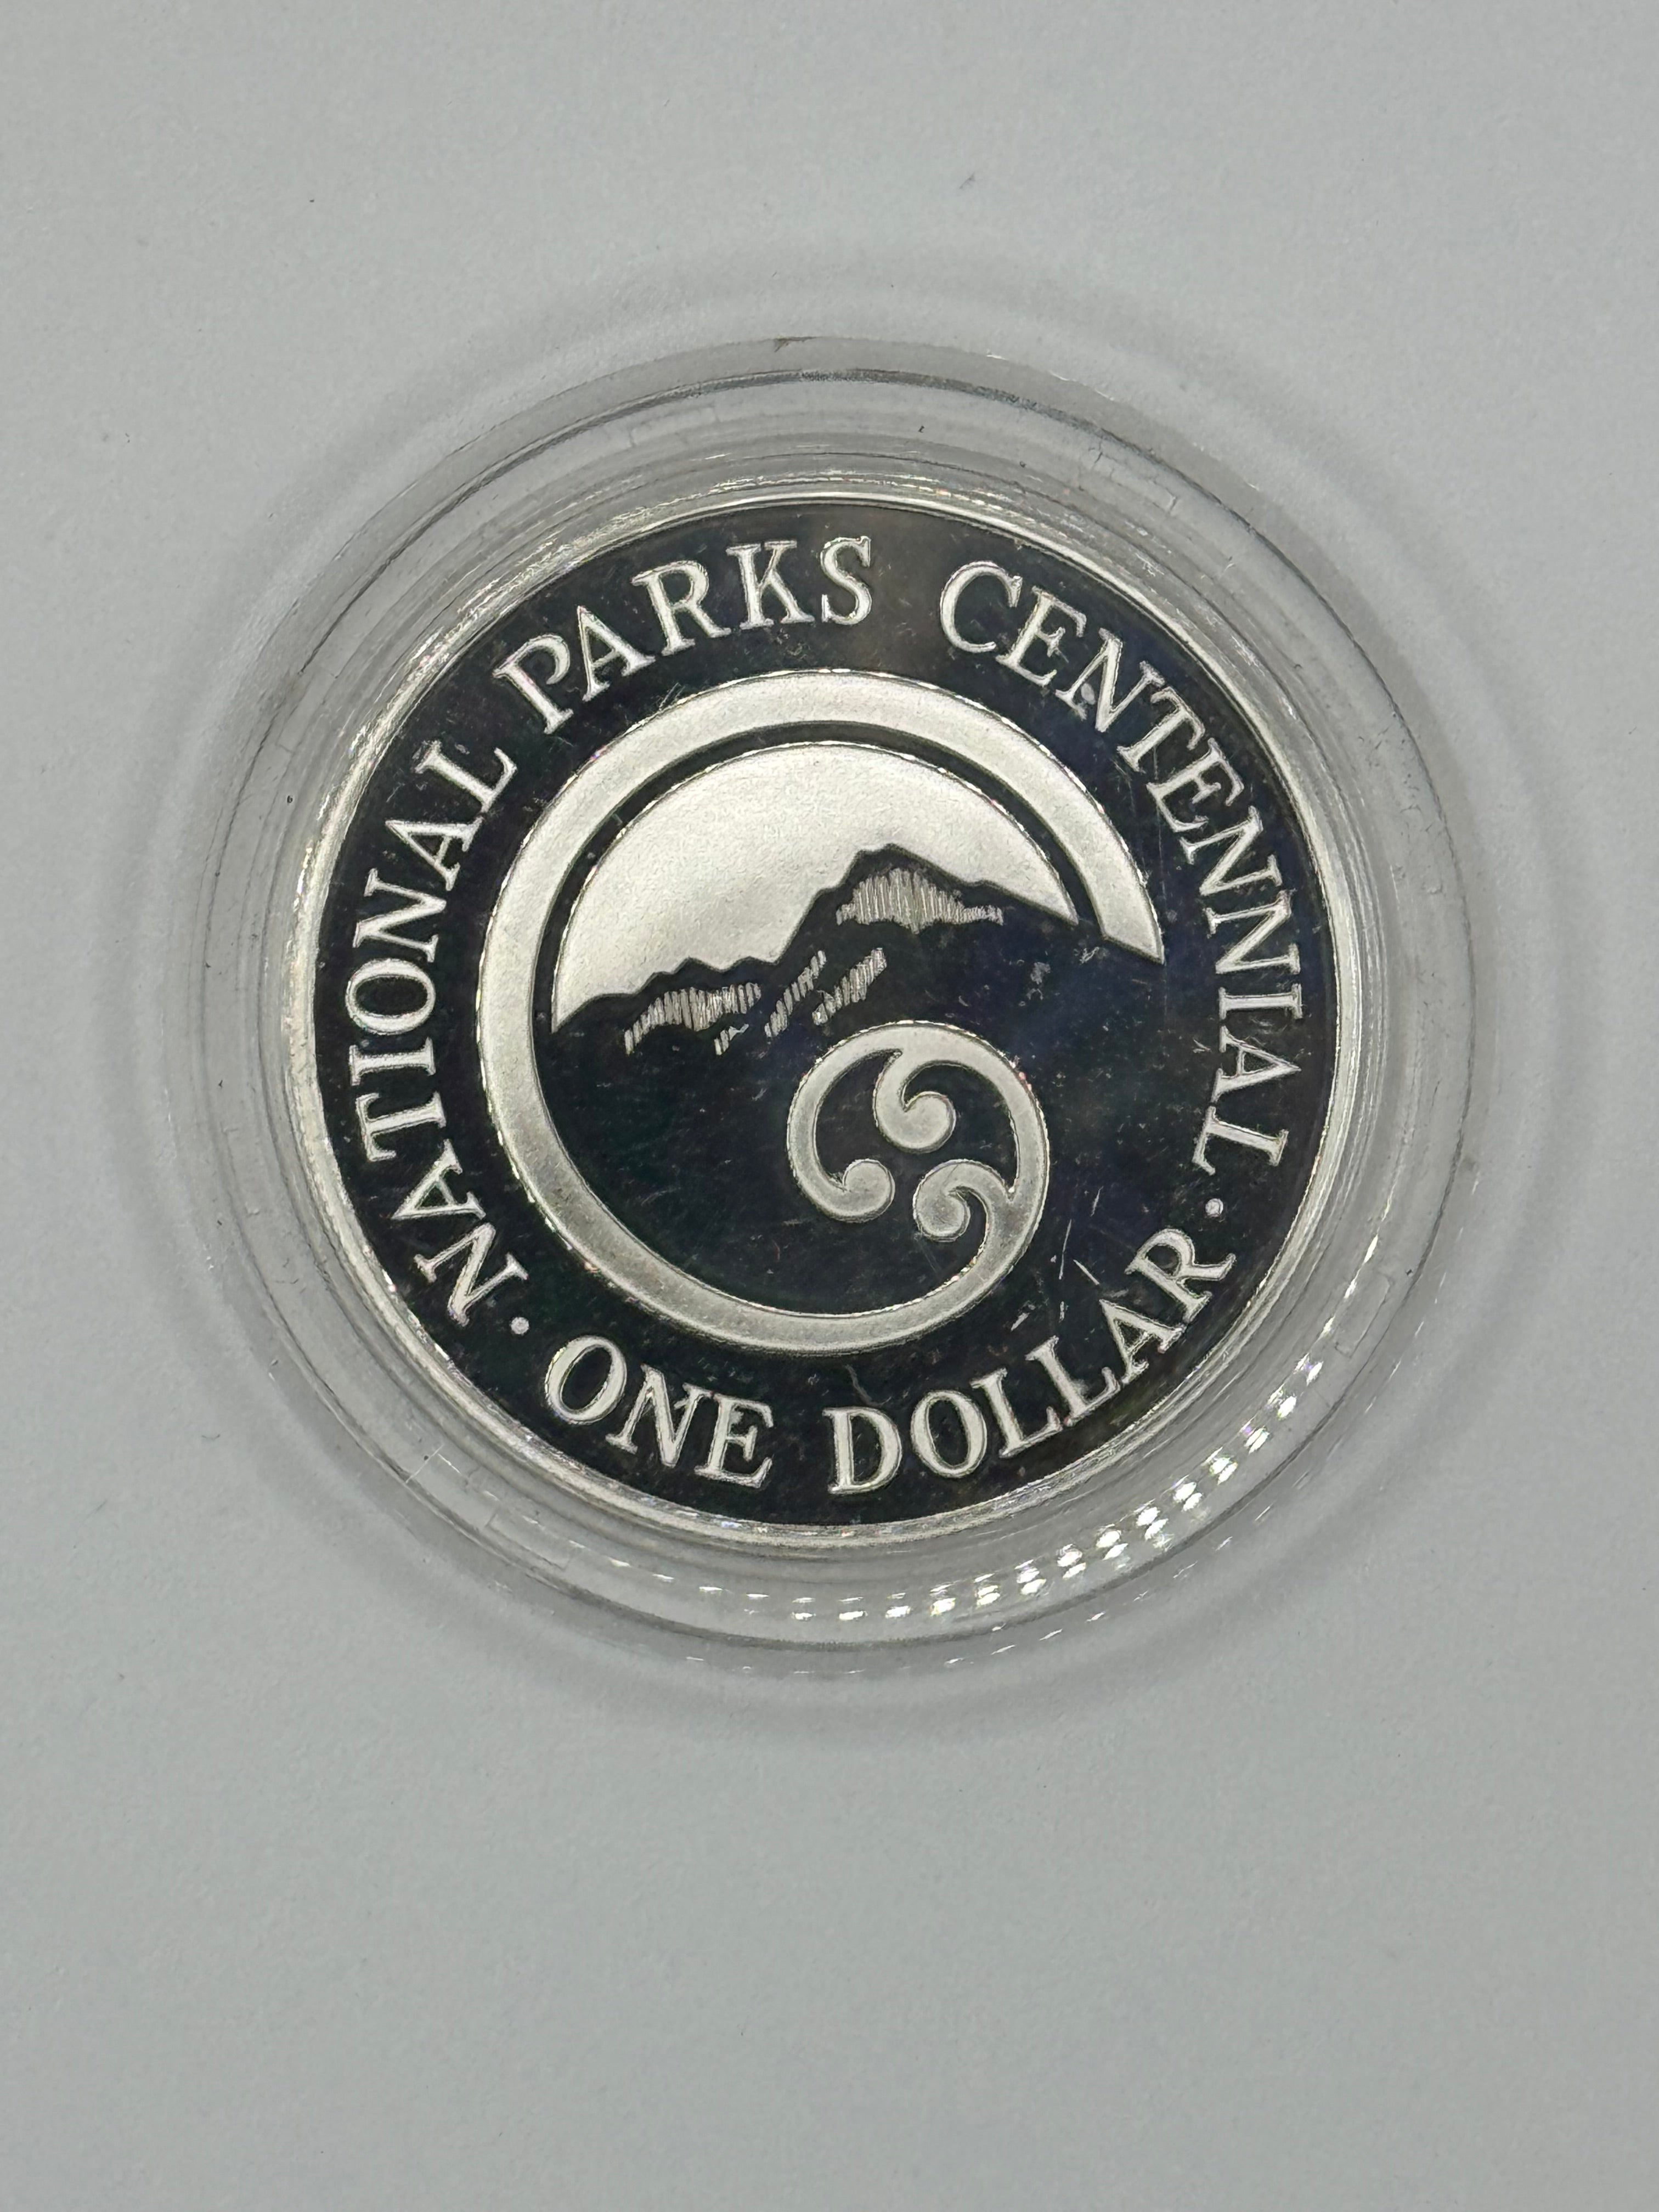 NATIONAL PARKS CENTENNIAL
· ONE DOLLAR ·